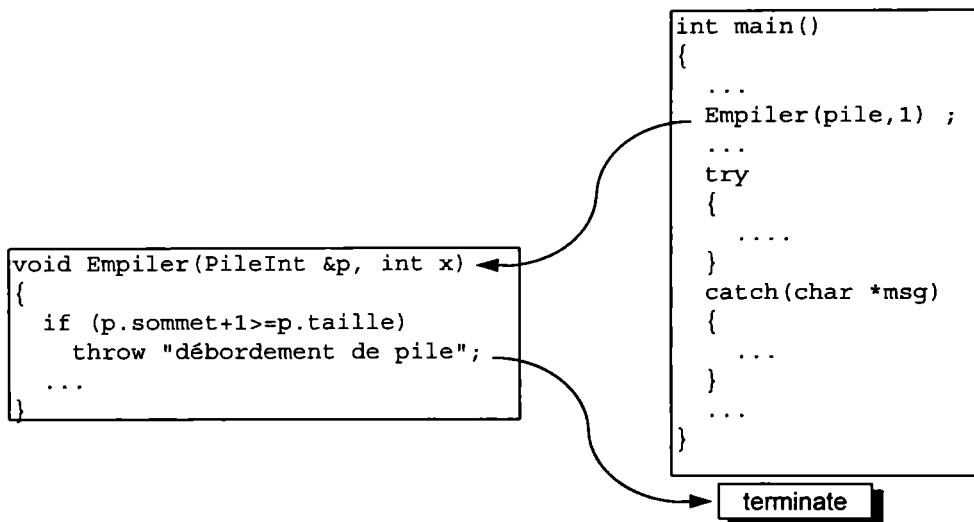 int main()
{
...
Empiler(pile,1) ;
...
try
{
....
}
catch(char *msg)
{
...
}
...
}
void Empiler(PileInt &p, int x)
{
if (p.sommet+1>=p.taille)
throw "débordement de pile";
...
}
terminate